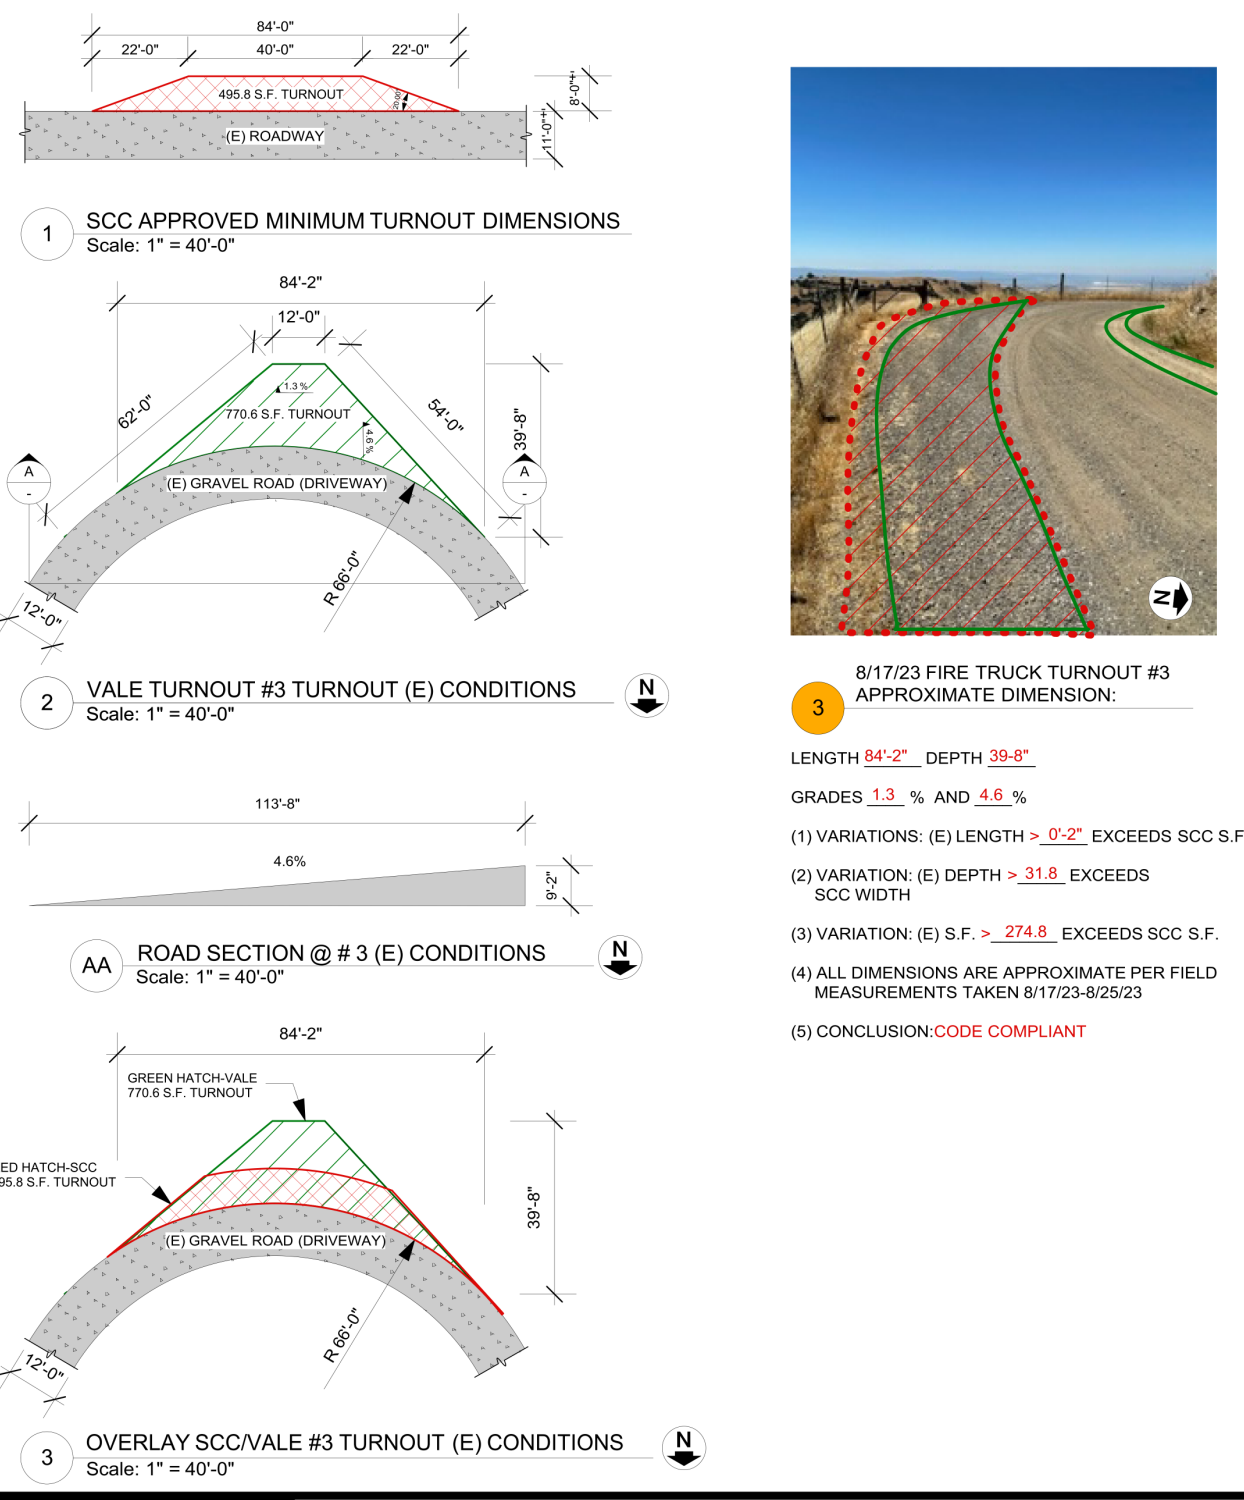 84'-0"
22'-0" 40'-0" 22'-0"
495.8 S.F. TURNOUT
20.00°
8'-0"±
11'-0"±
(E) ROADWAY
1
SCC APPROVED MINIMUM TURNOUT DIMENSIONS
Scale: 1" = 40'-0"
84'-2"
12'-0"
62'-0"
54'-0"
39'-8"
1.3 %
770.6 S.F. TURNOUT
4.6 %
A
-
A
-
(E) GRAVEL ROAD (DRIVEWAY)
R 66'-0"
12'-0"
2
VALE TURNOUT #3 TURNOUT (E) CONDITIONS
Scale: 1" = 40'-0"
N
113'-8"
4.6%
9'-2"
AA
ROAD SECTION @ # 3 (E) CONDITIONS
Scale: 1" = 40'-0"
N
84'-2"
GREEN HATCH-VALE
770.6 S.F. TURNOUT
ED HATCH-SCC
95.8 S.F. TURNOUT
39'-8"
(E) GRAVEL ROAD (DRIVEWAY)
R 66'-0"
12'-0"
3
OVERLAY SCC/VALE #3 TURNOUT (E) CONDITIONS
Scale: 1" = 40'-0"
N
N
3
8/17/23 FIRE TRUCK TURNOUT #3
APPROXIMATE DIMENSION:
LENGTH 84'-2" DEPTH 39-8"
GRADES 1.3 % AND 4.6 %
(1) VARIATIONS: (E) LENGTH > 0'-2" EXCEEDS SCC S.F
(2) VARIATION: (E) DEPTH > 31.8 EXCEEDS
SCC WIDTH
(3) VARIATION: (E) S.F. > 274.8 EXCEEDS SCC S.F.
(4) ALL DIMENSIONS ARE APPROXIMATE PER FIELD
MEASUREMENTS TAKEN 8/17/23-8/25/23
(5) CONCLUSION:CODE COMPLIANT